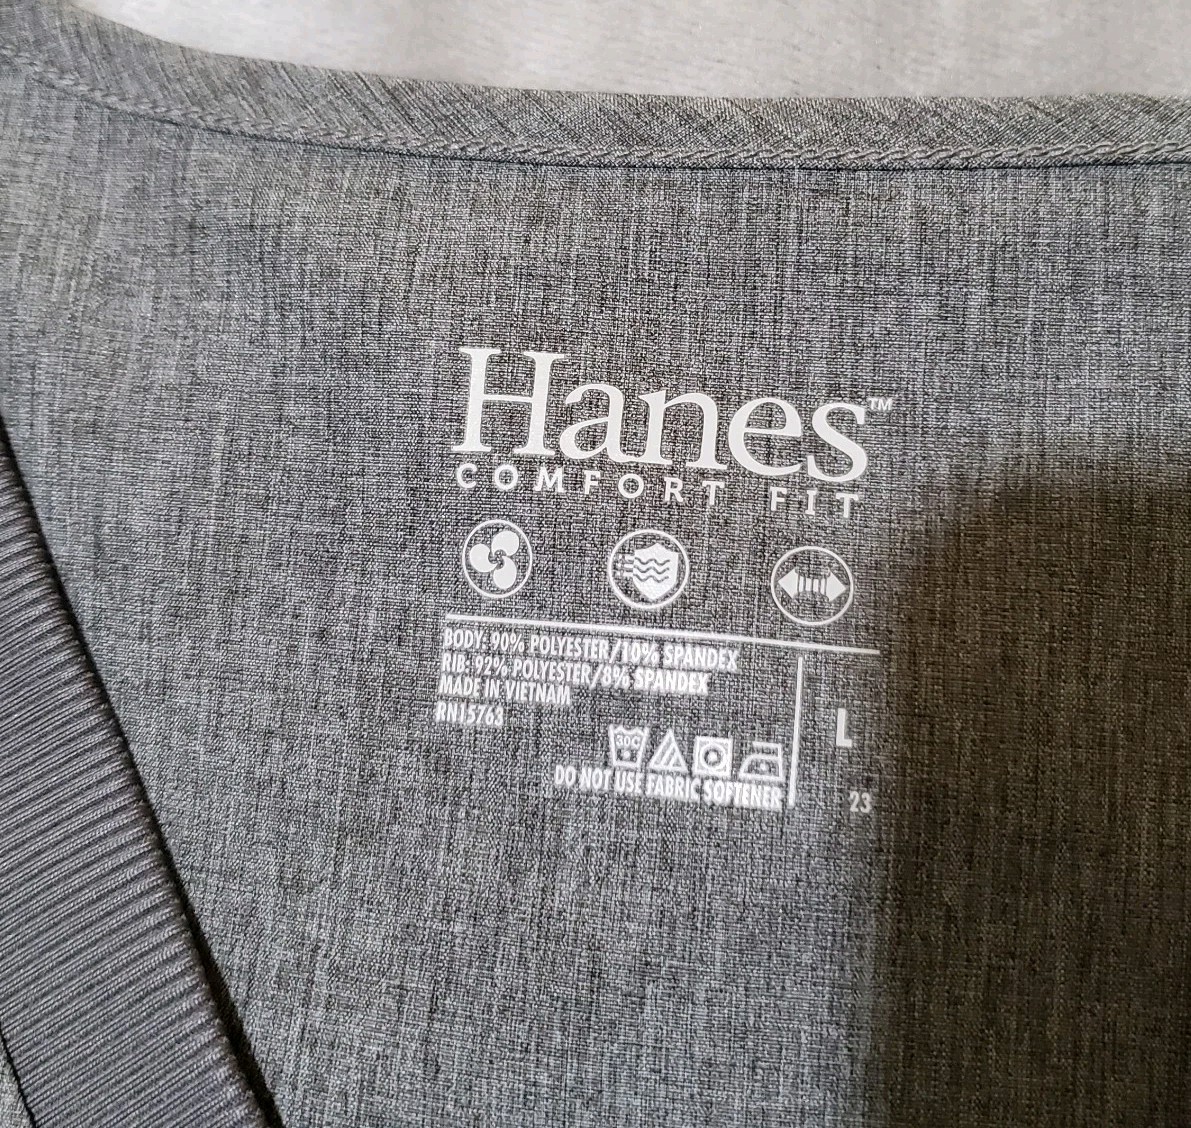 Hanes™
COMFORT FIT
BODY: 90% POLYESTER/10% SPANDEX
RIB: 92% POLYESTER/8% SPANDEX
MADE IN VIETNAM
RN15763
L
30C
DO NOT USE FABRIC SOFTENER
23